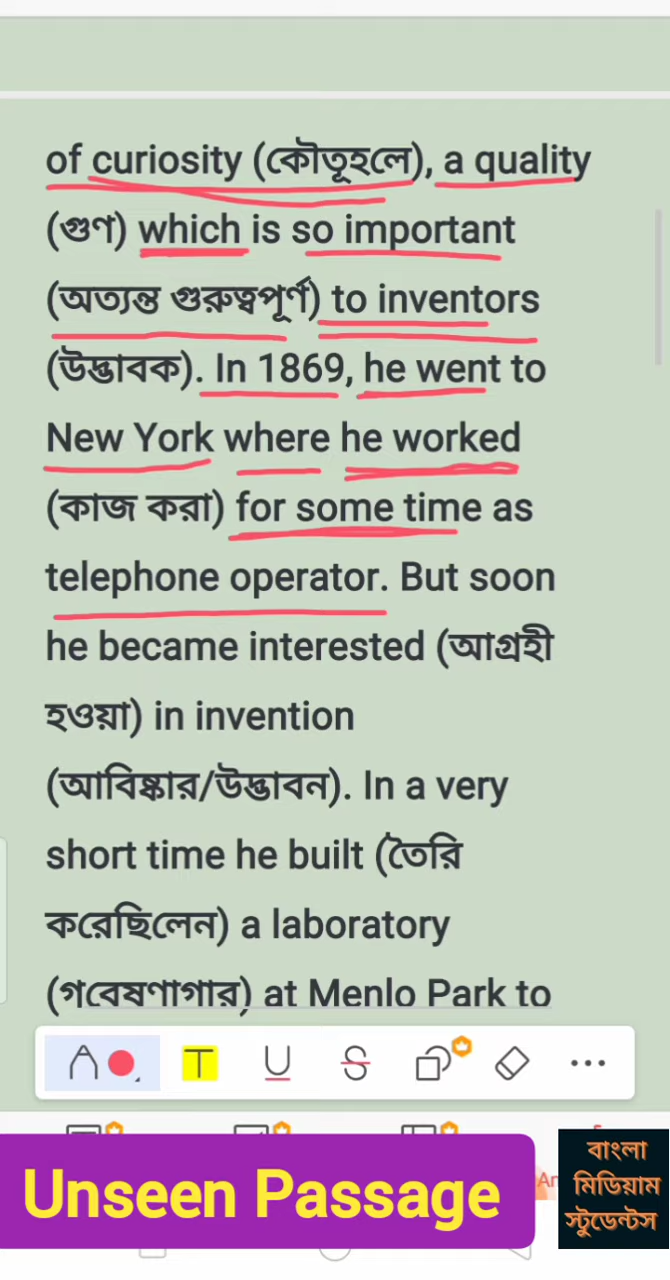 of curiosity (কৌতূহলে), a quality
(গুণ) which is so important
(অত্যন্ত গুরুত্বপূর্ণ) to inventors
(উদ্ভাবক). In 1869, he went to
New York where he worked
(কাজ করা) for some time as
telephone operator. But soon
he became interested (আগ্রহী
হওয়া) in invention
(আবিষ্কার/উদ্ভাবন). In a very
short time he built (তৈরি
করেছিলেন) a laboratory
(গবেষণাগার) at Menlo Park to
T U S
Unseen Passage
বাংলা
মিডিয়াম
স্টুডেন্টস